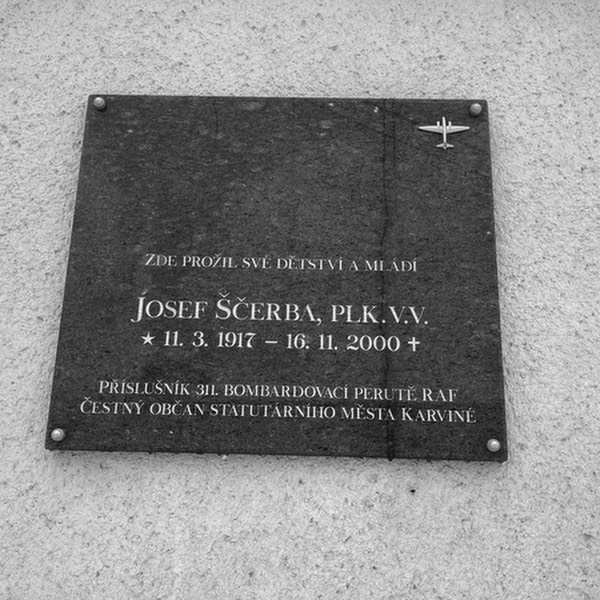 Zde prožil své dětství a mládí
Josef Ščerba, plk. v.v.
★ 11. 3. 1917 – 16. 11. 2000 ✝
Příslušník 311. bombardovací perutě RAF
Čestný občan statutárního města Karviné